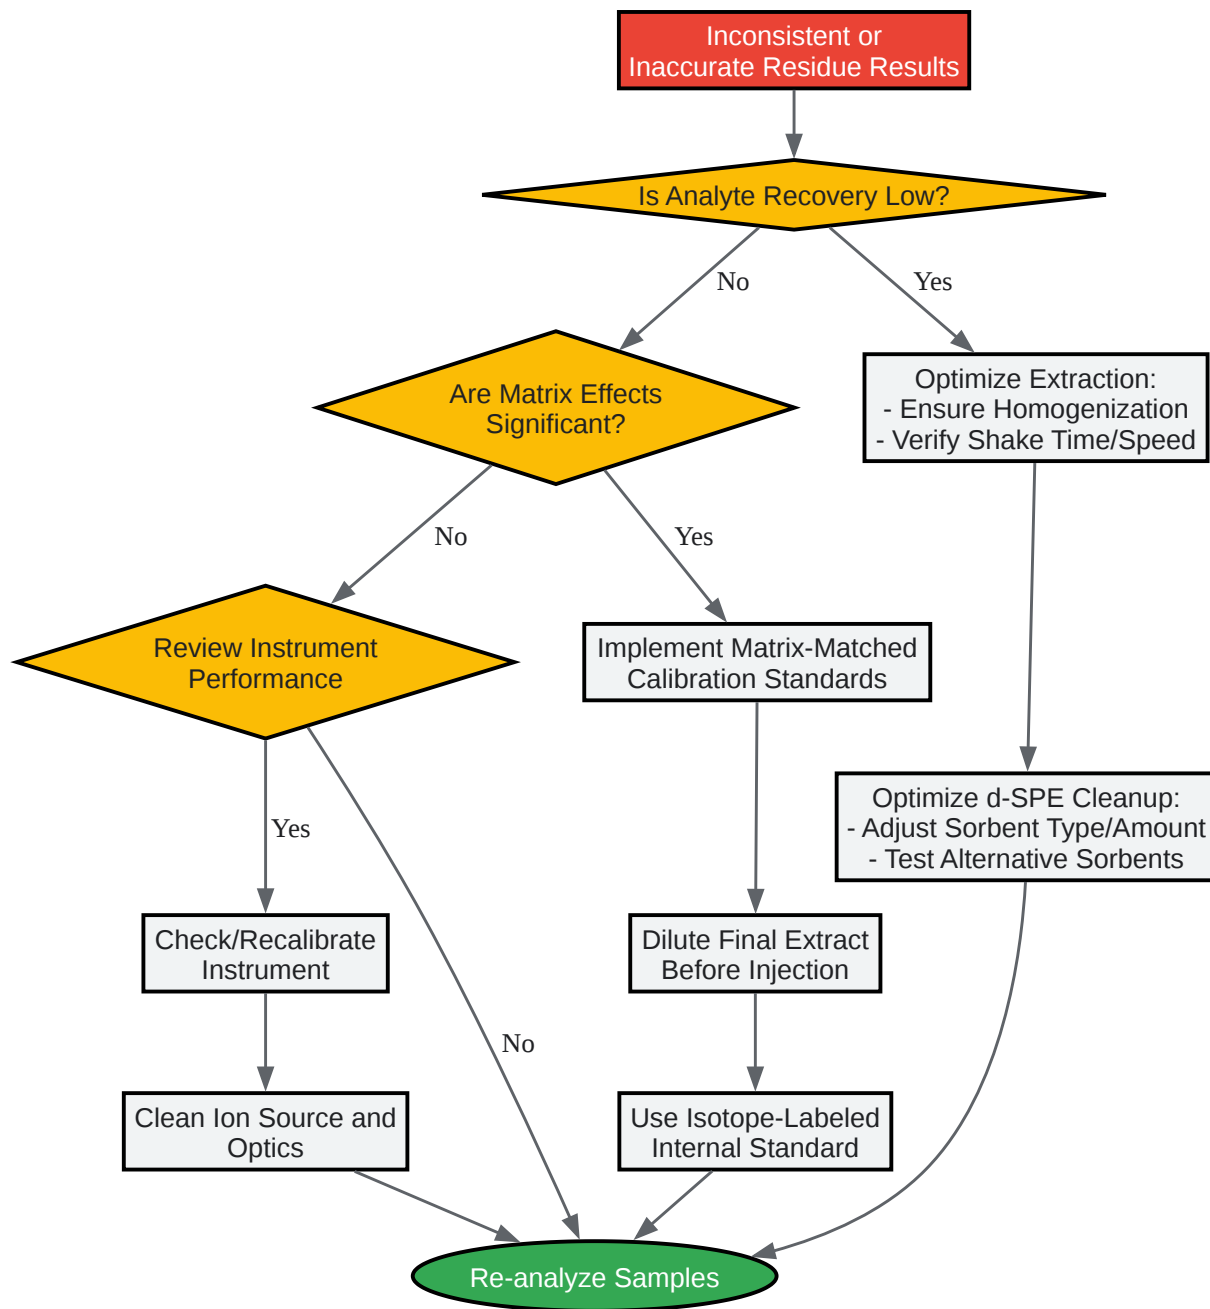 Inconsistent or
Inaccurate Residue Results
Is Analyte Recovery Low?
No
Yes
Are Matrix Effects
Significant?
Optimize Extraction:
- Ensure Homogenization
- Verify Shake Time/Speed
No
Yes
Review Instrument
Performance
Implement Matrix-Matched
Calibration Standards
Optimize d-SPE Cleanup:
- Adjust Sorbent Type/Amount
- Test Alternative Sorbents
Yes
Check/Recalibrate
Instrument
Dilute Final Extract
Before Injection
No
Clean Ion Source and
Optics
Use Isotope-Labeled
Internal Standard
Re-analyze Samples